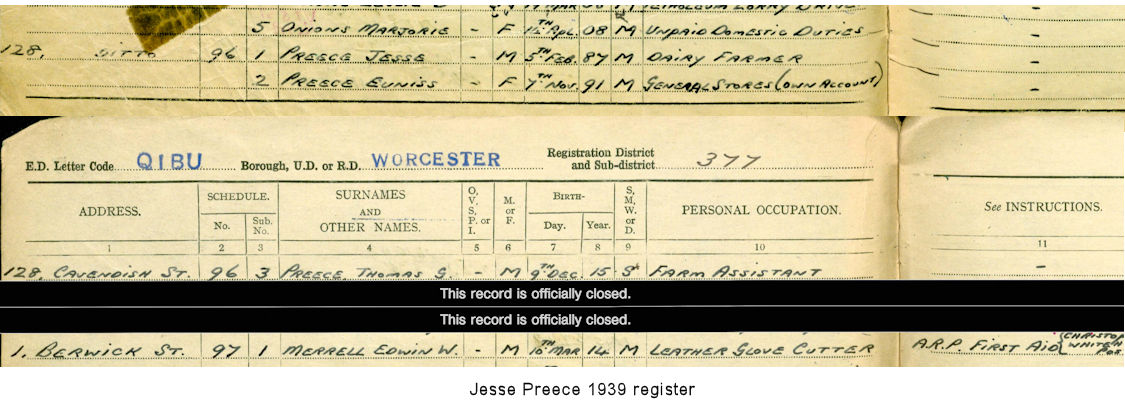 PETROLEUM LORRY
5 ONIONS MARJORIE - F 08 M UNPAID DOMESTIC DUTIES -
128, DITTO 96 1 PREECE JESSE - M 5TH FEB. 87 M DAIRY FARMER -
2 PREECE EUNISS - F 7TH NOV. 91 M GENERAL STORES (OWN ACCOUNT) -
E.D. Letter Code QIBU Borough, U.D. or R.D. WORCESTER Registration District and Sub-district 377
ADDRESS. SCHEDULE. No. Sub. No. SURNAMES AND OTHER NAMES. O, V, S, P. or I. M. or F. BIRTH- Day. Year. S, M, W. or D. PERSONAL OCCUPATION. See INSTRUCTIONS.
1 2 3 4 5 6 7 8 9 10 11
128, CAVENDISH ST. 96 3 PREECE, THOMAS G. - M 9TH DEC. 15 S FARM ASSISTANT -
This record is officially closed.
This record is officially closed.
1. BERWICK ST. 97 1 MERRELL EDWIN W. - M 10TH MAR 14 M LEATHER GLOVE CUTTER A.R.P. FIRST AID
Jesse Preece 1939 register